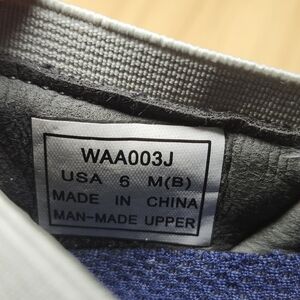 WAA003J
USA 6 M(B)
MADE IN CHINA
MAN-MADE UPPER